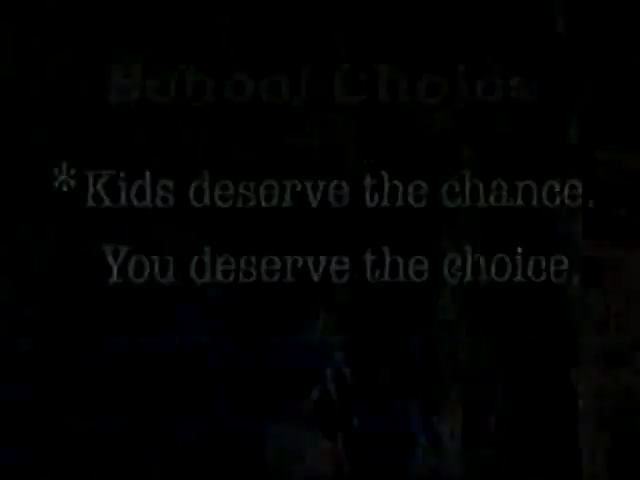 School Choice
*Kids deserve the chance.
You deserve the choice.